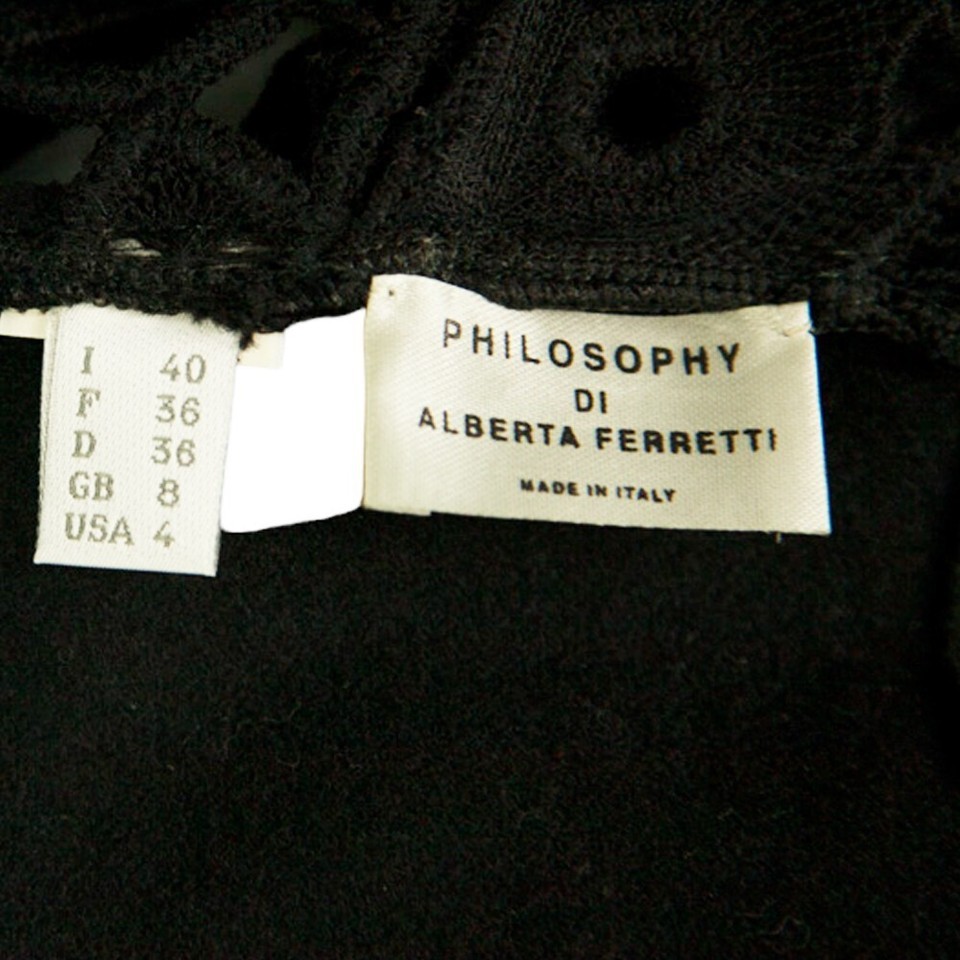 I 40
F 36
D 36
GB 8
USA 4
PHILOSOPHY
DI
ALBERTA FERRETTI
MADE IN ITALY